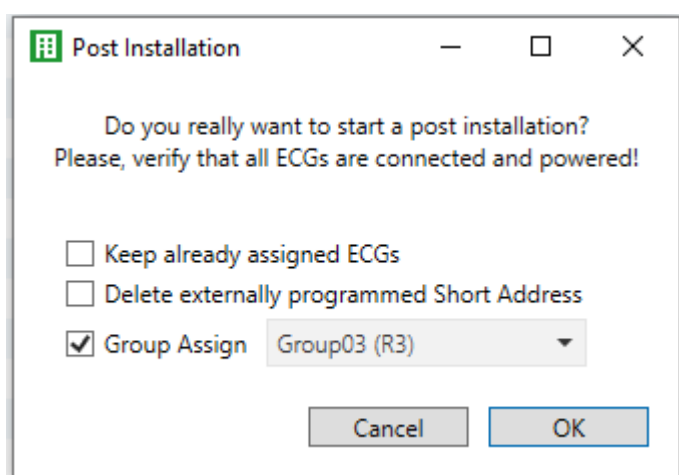 Post Installation
Do you really want to start a post installation?
Please, verify that all ECGs are connected and powered!
Keep already assigned ECGs
Delete externally programmed Short Address
Group Assign Group03 (R3)
Cancel OK